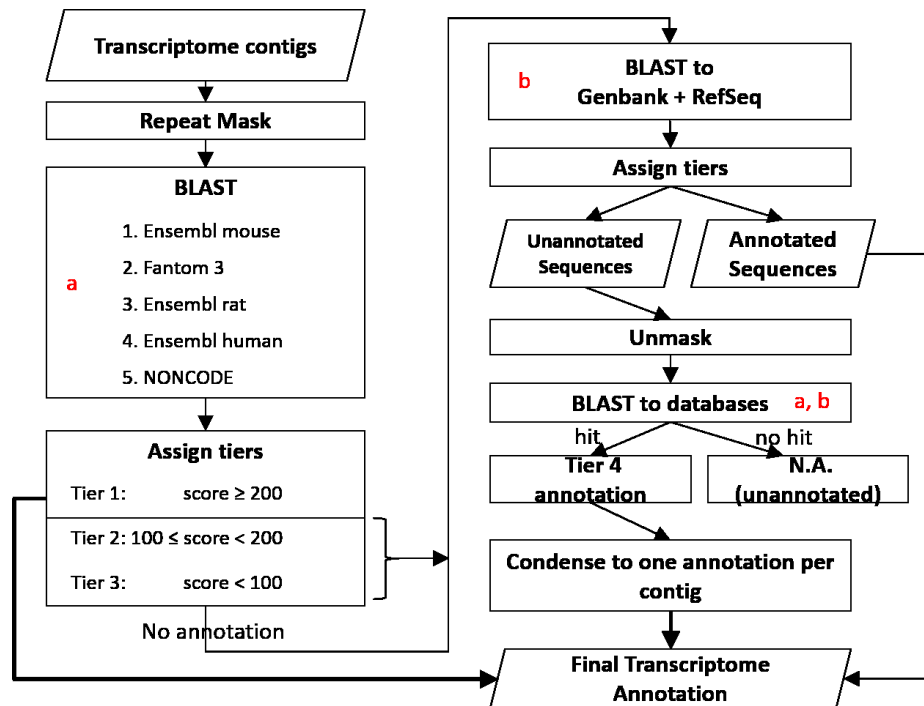 Transcriptome contigs
Repeat Mask
BLAST
1. Ensembl mouse
2. Fantom 3
a
3. Ensembl rat
4. Ensembl human
5. NONCODE
Assign tiers
Tier 1: score ≥ 200
Tier 2: 100 ≤ score < 200
Tier 3: score < 100
No annotation
b
BLAST to
Genbank + RefSeq
Assign tiers
Unannotated
Sequences
Annotated
Sequences
Unmask
BLAST to databases a, b
hit
no hit
Tier 4
annotation
N.A.
(unannotated)
Condense to one annotation per
contig
Final Transcriptome
Annotation